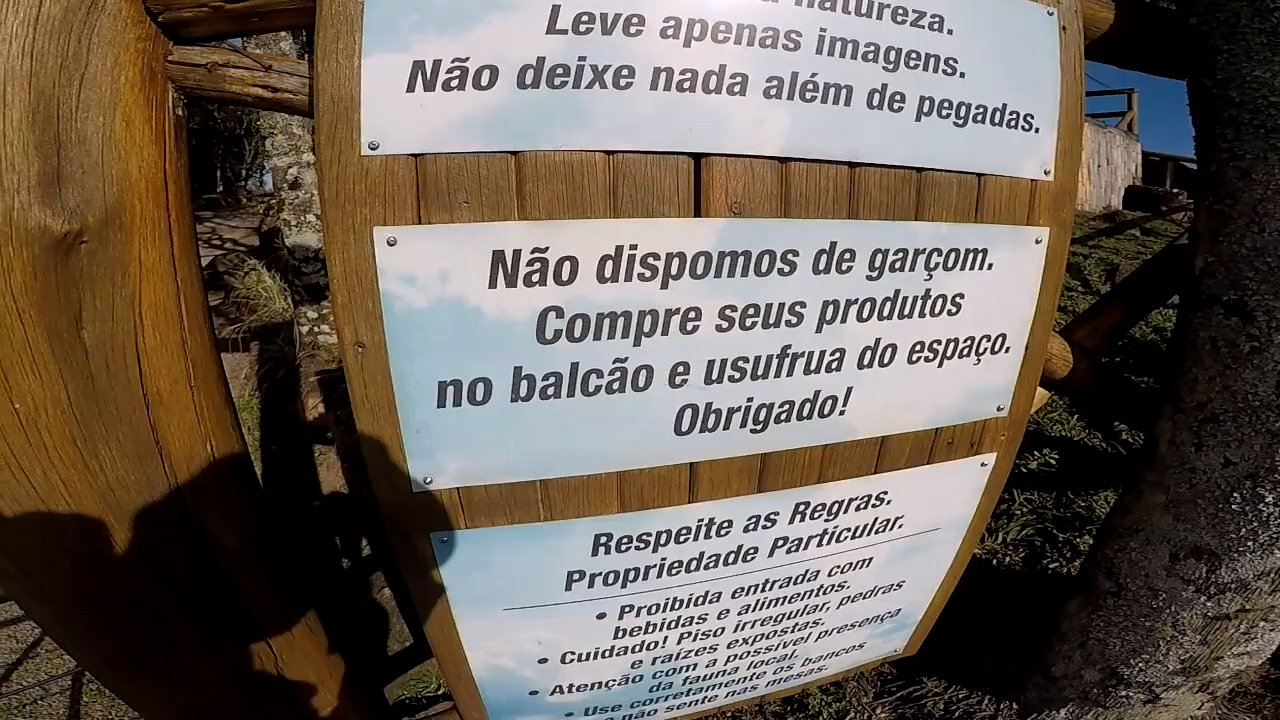 natureza.
Leve apenas imagens.
Não deixe nada além de pegadas.
Não dispomos de garçom.
Compre seus produtos
no balcão e usufrua do espaço.
Obrigado!
Respeite as Regras.
Propriedade Particular.
• Proibida entrada com
bebidas e alimentos.
• Cuidado! Piso irregular, pedras
e raízes expostas.
• Atenção com a possível presença
da fauna local.
• Use corretamente os bancos
e não sente nas mesas.